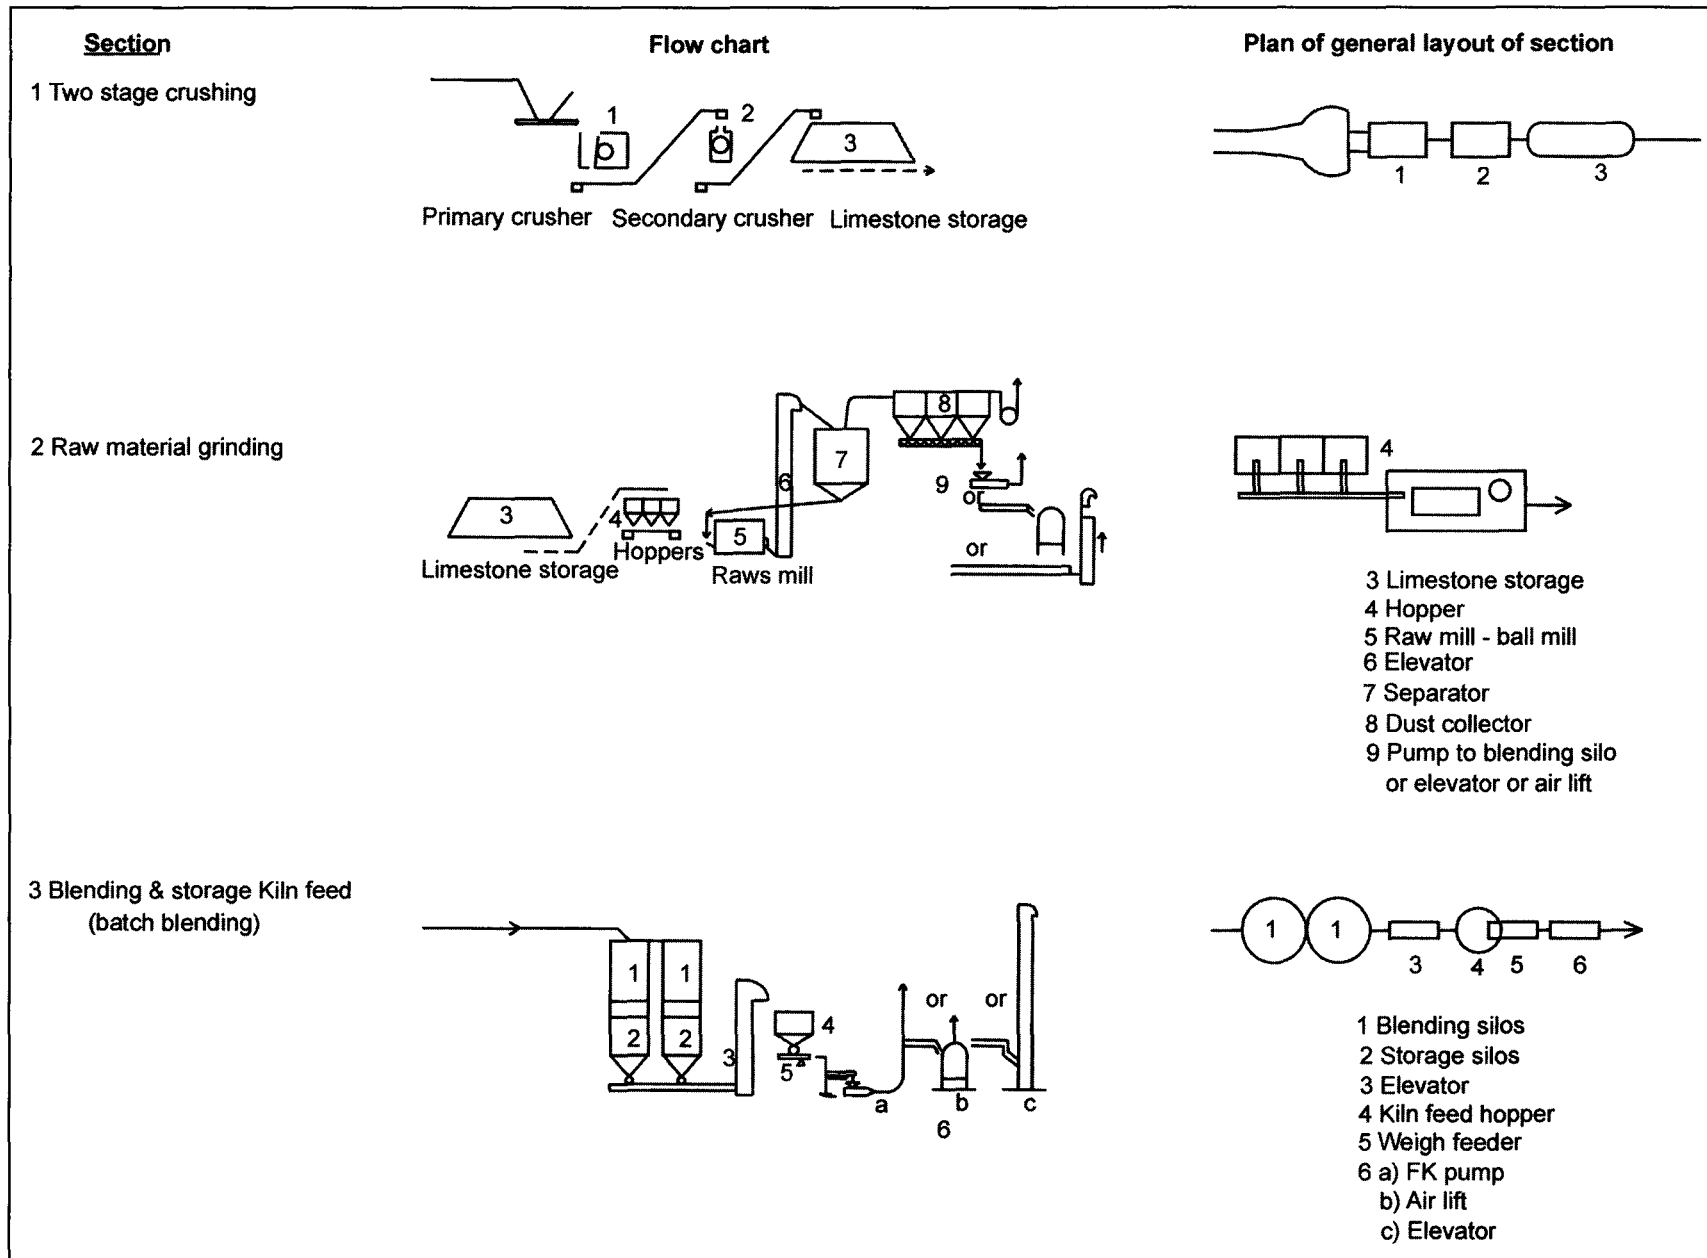 Section
Flow chart
Plan of general layout of section
1 Two stage crushing
1
2
3
Primary crusher
Secondary crusher
Limestone storage
1
2
3
2 Raw material grinding
3
Limestone storage
4
Hoppers
5
Raws mill
6
7
8
9
or
or
4
3 Limestone storage
4 Hopper
5 Raw mill - ball mill
6 Elevator
7 Separator
8 Dust collector
9 Pump to blending silo
or elevator or air lift
3 Blending & storage Kiln feed
(batch blending)
1
1
2
2
3
4
5
a
or
b
or
c
6
1
1
3
4
5
6
1 Blending silos
2 Storage silos
3 Elevator
4 Kiln feed hopper
5 Weigh feeder
6 a) FK pump
b) Air lift
c) Elevator